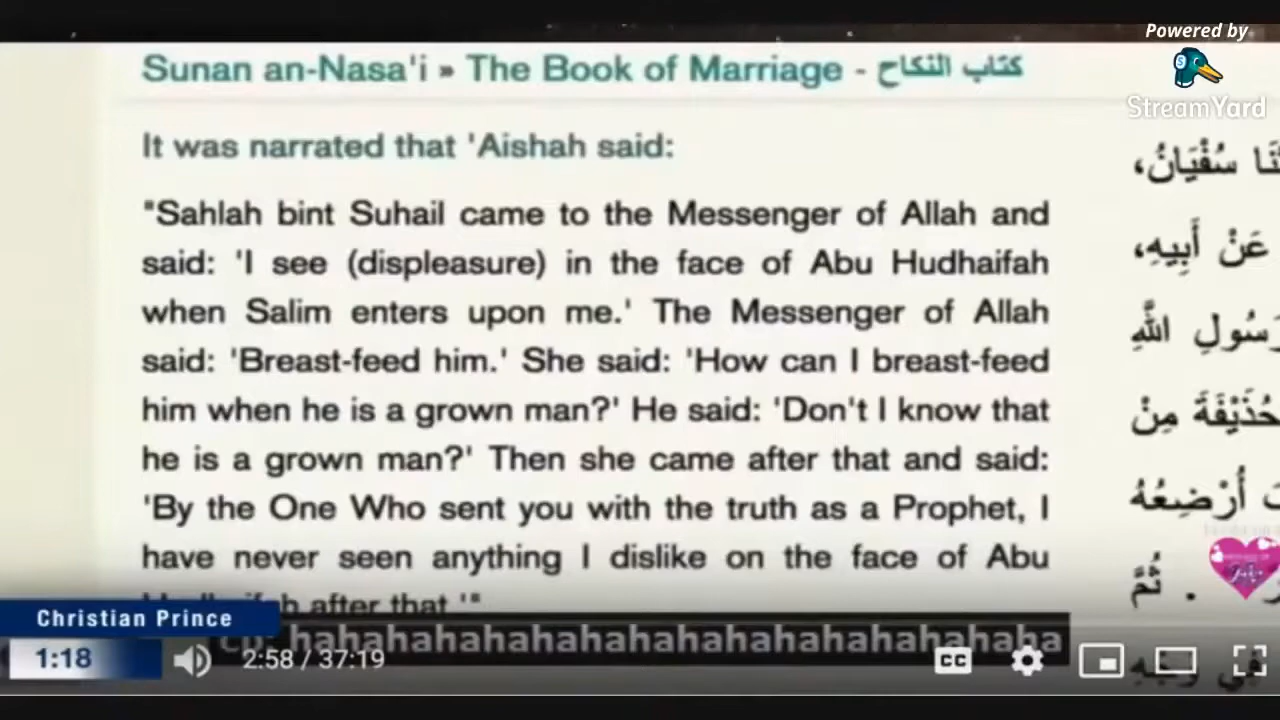 Powered by
StreamYard
Sunan an-Nasa'i » The Book of Marriage - كتاب النكاح
It was narrated that 'Aishah said:
"Sahlah bint Suhail came to the Messenger of Allah and
said: 'I see (displeasure) in the face of Abu Hudhaifah
when Salim enters upon me.' The Messenger of Allah
said: 'Breast-feed him.' She said: 'How can I breast-feed
him when he is a grown man?' He said: 'Don't I know that
he is a grown man?' Then she came after that and said:
'By the One Who sent you with the truth as a Prophet, I
have never seen anything I dislike on the face of Abu
after that.'"
سُفْيَانُ،
عَنْ أَبِيهِ،
اللَّهِ
حُذَيْفَةَ مِنْ
أُرْضِعُهُ
ثُمَّ
Christian Prince
cp: hahahahahahahahahahahahahahahahaha
1:18
2:58 / 37:19
CC